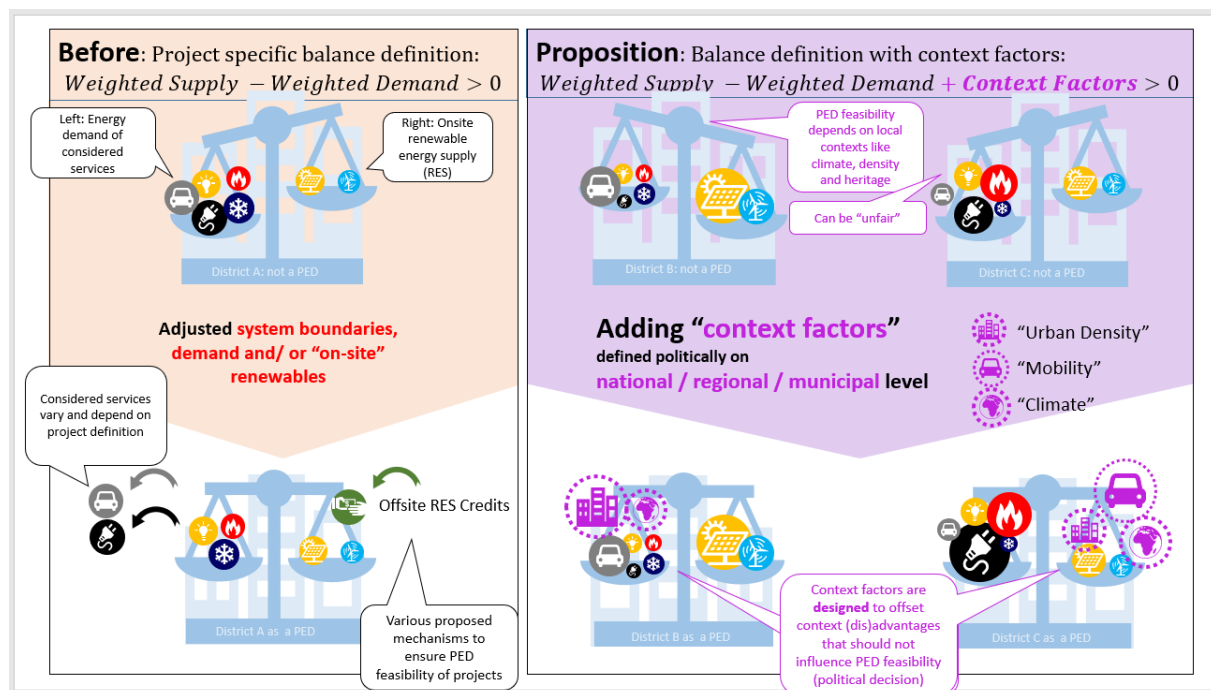 Before: Project specific balance definition:
Weighted Supply − Weighted Demand > 0
Left: Energy
demand of
considered
services
Right: Onsite
renewable
energy supply
(RES)
District A: not a PED
Adjusted system boundaries,
demand and/ or “on-site”
renewables
Considered services
vary and depend on
project definition
Offsite RES Credits
District A as a PED
Various proposed
mechanisms to
ensure PED
feasibility of projects
Proposition: Balance definition with context factors:
Weighted Supply − Weighted Demand + Context Factors > 0
PED feasibility
depends on local
contexts like
climate, density
and heritage
Can be “unfair”
District B: not a PED
District C: not a PED
Adding “context factors”
defined politically on
national / regional / municipal level
“Urban Density”
“Mobility”
“Climate”
District B as a PED
District C as a PED
Context factors are
designed to offset
context (dis)advantages
that should not
influence PED feasibility
(political decision)